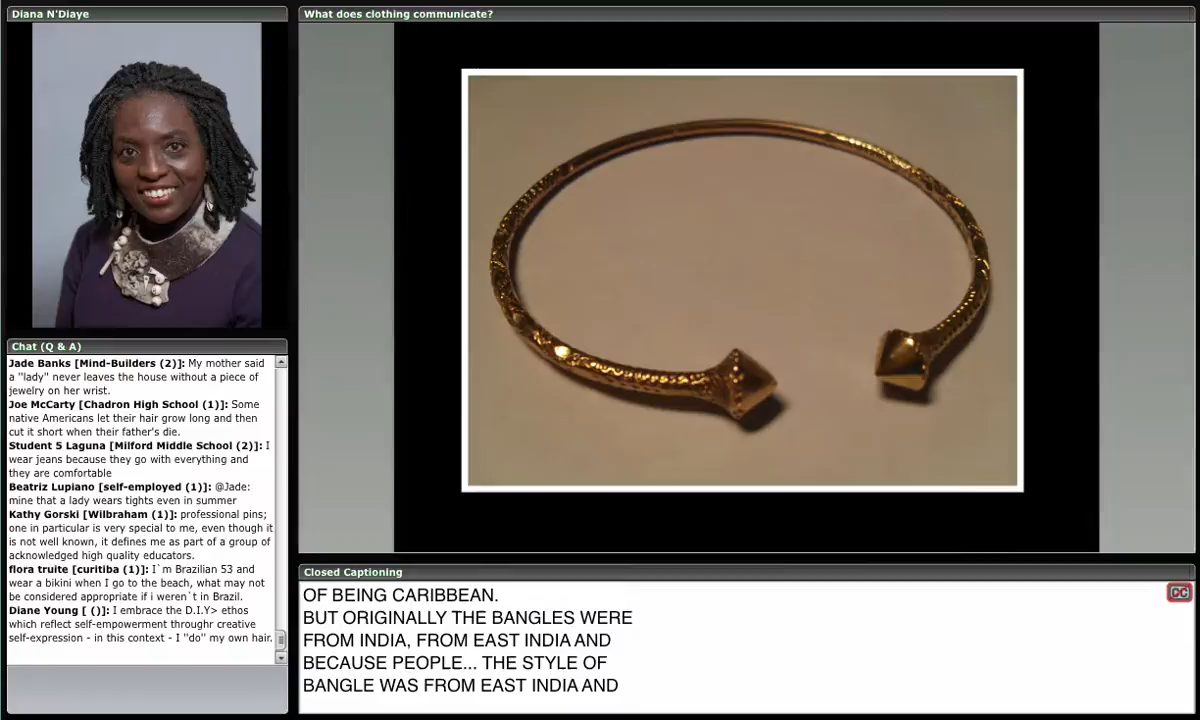 Diana N'Diaye
What does clothing communicate?
Chat (Q & A)
Jade Banks [Mind-Builders (2)]: My mother said
a "lady" never leaves the house without a piece of
jewelry on her wrist.
Joe McCarty [Chadron High School (1)]: Some
native Americans let their hair grow long and then
cut it short when their father's die.
Student 5 Laguna [Milford Middle School (2)]: I
wear jeans because they go with everything and
they are comfortable
Beatriz Lupiano [self-employed (1)]: @Jade:
mine that a lady wears tights even in summer
Kathy Gorski [Wilbraham (1)]: professional pins;
one in particular is very special to me, even though it
is not well known, it defines me as part of a group of
acknowledged high quality educators.
flora truite [curitiba (1)]: I`m Brazilian 53 and
wear a bikini when I go to the beach, what may not
be considered appropriate if i weren`t in Brazil.
Diane Young [ ()]: I embrace the D.I.Y> ethos
which reflect self-empowerment throughr creative
self-expression - in this context - I "do" my own hair.
Closed Captioning
CC
OF BEING CARIBBEAN.
BUT ORIGINALLY THE BANGLES WERE
FROM INDIA, FROM EAST INDIA AND
BECAUSE PEOPLE... THE STYLE OF
BANGLE WAS FROM EAST INDIA AND